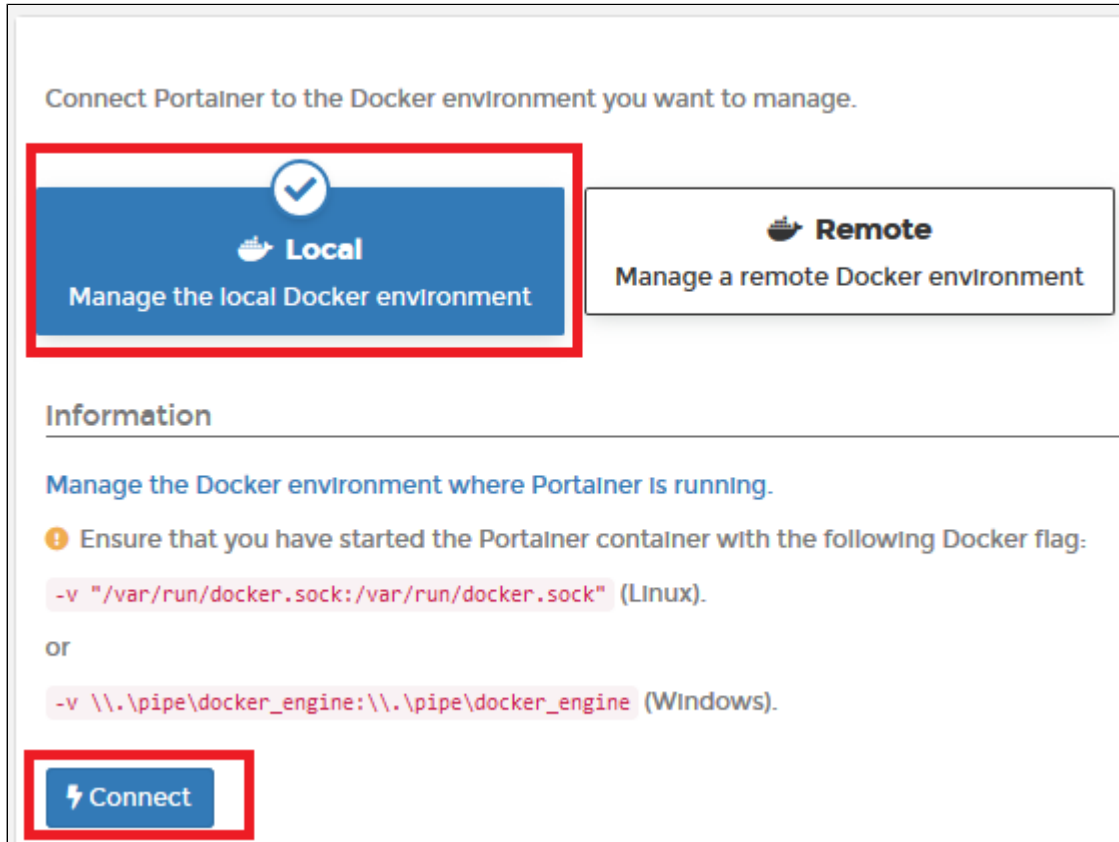 Connect Portainer to the Docker environment you want to manage.
Local
Manage the local Docker environment
Remote
Manage a remote Docker environment
Information
Manage the Docker environment where Portainer is running.
Ensure that you have started the Portainer container with the following Docker flag:
-v "/var/run/docker.sock:/var/run/docker.sock" (Linux).
or
-v \\.\pipe\docker_engine:\\.\pipe\docker_engine (Windows).
Connect